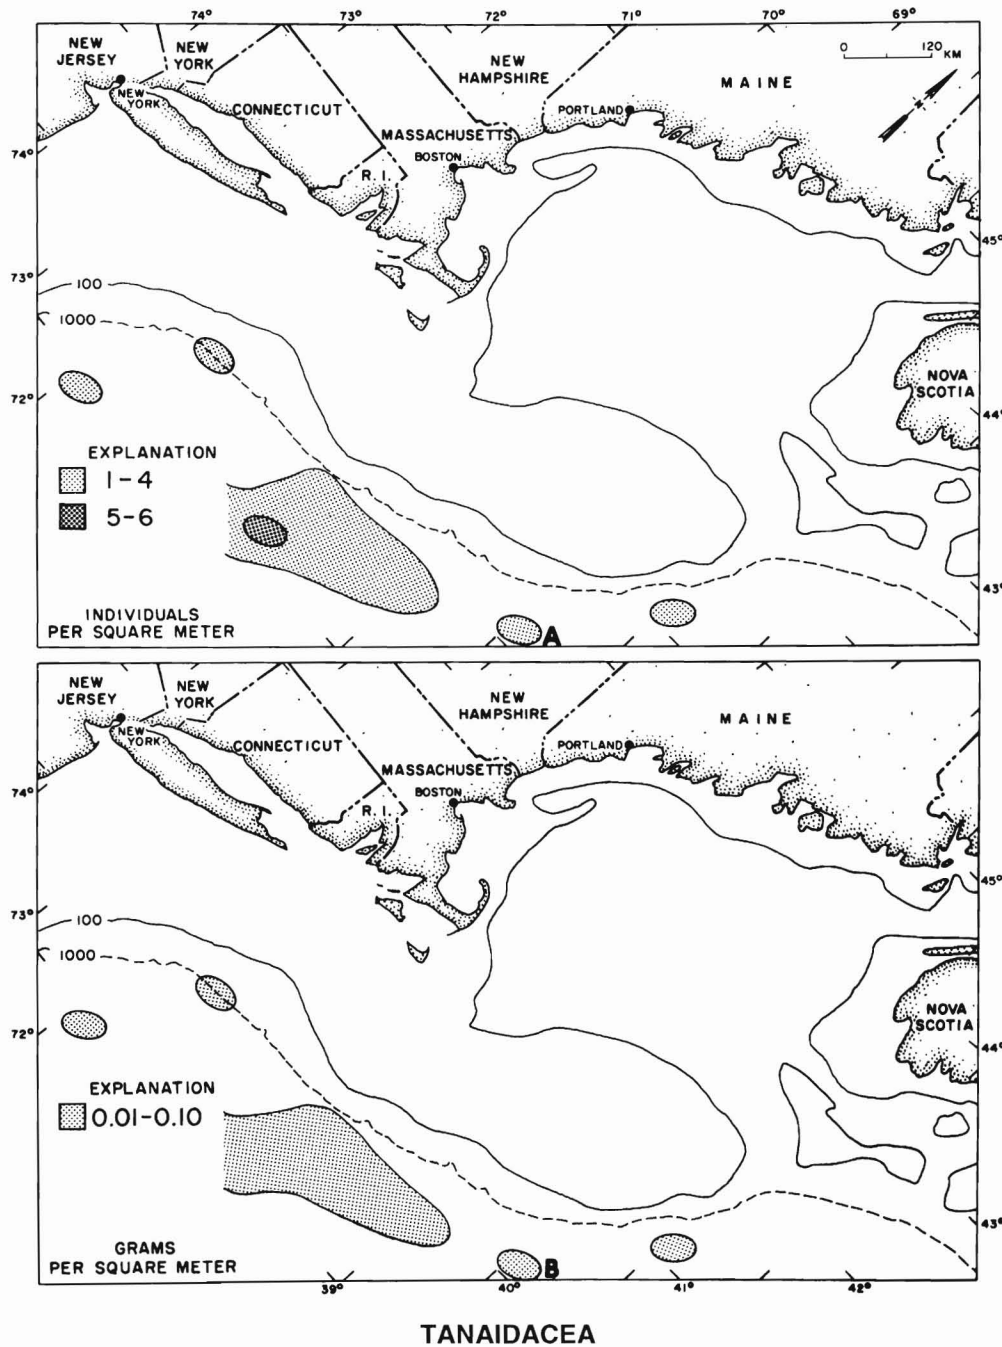 74° 73° 72° 71° 70° 69°
NEW JERSEY
NEW YORK
NEW YORK
CONNECTICUT
R. I.
MASSACHUSETTS
BOSTON
NEW HAMPSHIRE
PORTLAND
MAINE
0 120 KM
74°
73°
72°
45°
44°
43°
100
1000
NOVA SCOTIA
EXPLANATION
1-4
5-6
INDIVIDUALS
PER SQUARE METER
A
NEW JERSEY
NEW YORK
NEW YORK
CONNECTICUT
R. I.
MASSACHUSETTS
BOSTON
NEW HAMPSHIRE
PORTLAND
MAINE
74°
73°
72°
45°
44°
43°
100
1000
NOVA SCOTIA
EXPLANATION
0.01-0.10
GRAMS
PER SQUARE METER
B
39° 40° 41° 42°
TANAIDACEA